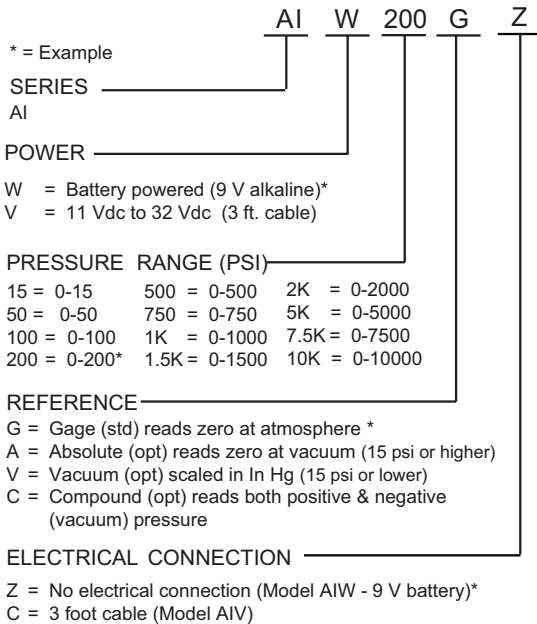 AI W 200 G Z
* = Example
SERIES
AI
POWER
W = Battery powered (9 V alkaline)*
V = 11 Vdc to 32 Vdc (3 ft. cable)
PRESSURE RANGE (PSI)
15 = 0-15 500 = 0-500 2K = 0-2000
50 = 0-50 750 = 0-750 5K = 0-5000
100 = 0-100 1K = 0-1000 7.5K = 0-7500
200 = 0-200* 1.5K = 0-1500 10K = 0-10000
REFERENCE
G = Gage (std) reads zero at atmosphere *
A = Absolute (opt) reads zero at vacuum (15 psi or higher)
V = Vacuum (opt) scaled in In Hg (15 psi or lower)
C = Compound (opt) reads both positive & negative
(vacuum) pressure
ELECTRICAL CONNECTION
Z = No electrical connection (Model AIW - 9 V battery)*
C = 3 foot cable (Model AIV)